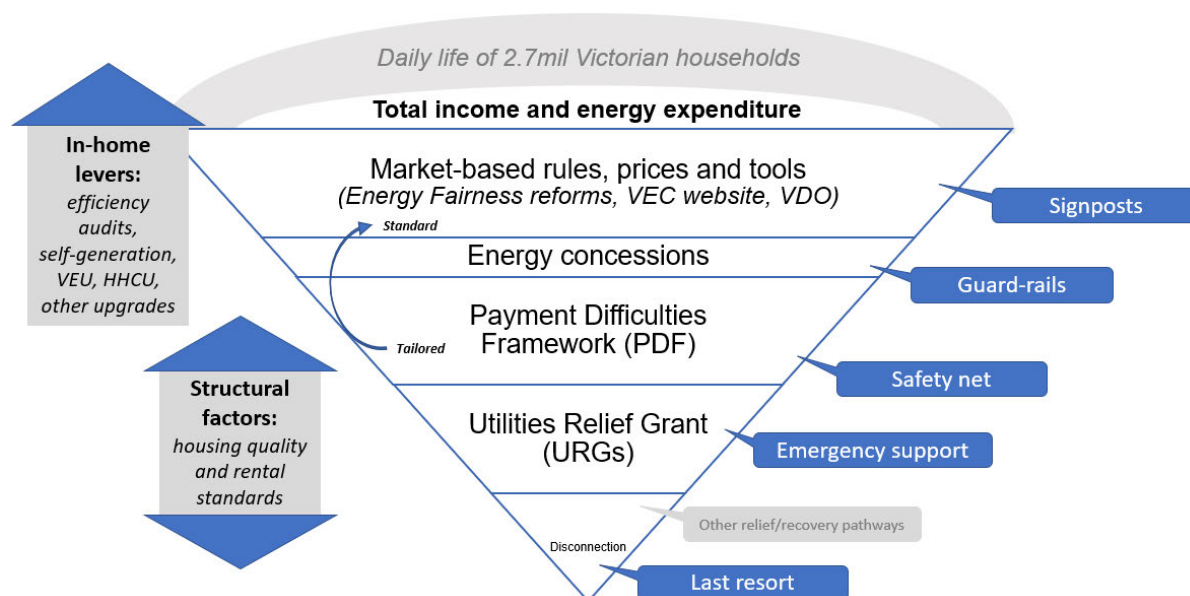 Daily life of 2.7mil Victorian households
Total income and energy expenditure
In-home
levers:
efficiency
audits,
self-generation,
VEU, HHCU,
other upgrades
Structural
factors:
housing quality
and rental
standards
Market-based rules, prices and tools
(Energy Fairness reforms, VEC website, VDO)
Standard
Energy concessions
Payment Difficulties
Framework (PDF)
Tailored
Utilities Relief Grant
(URGs)
Disconnection
Signposts
Guard-rails
Safety net
Emergency support
Other relief/recovery pathways
Last resort